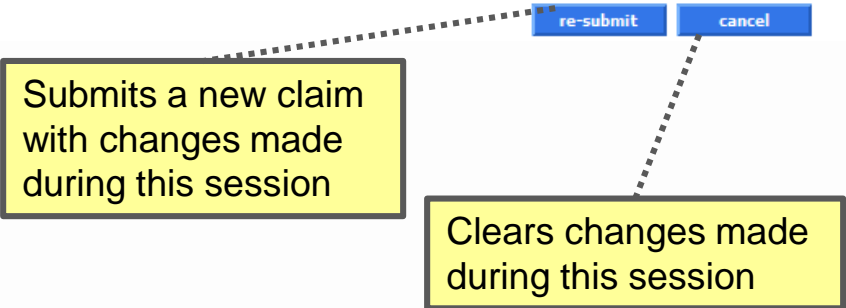 re-submit
cancel
Submits a new claim
with changes made
during this session
Clears changes made
during this session